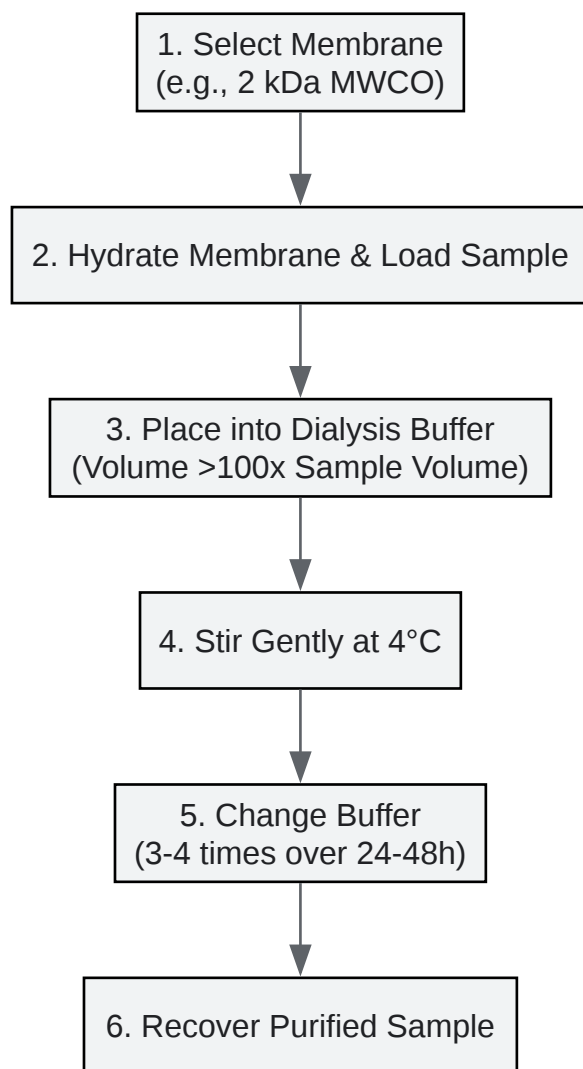 1. Select Membrane
(e.g., 2 kDa MWCO)
2. Hydrate Membrane & Load Sample
3. Place into Dialysis Buffer
(Volume >100x Sample Volume)
4. Stir Gently at 4°C
5. Change Buffer
(3-4 times over 24-48h)
6. Recover Purified Sample